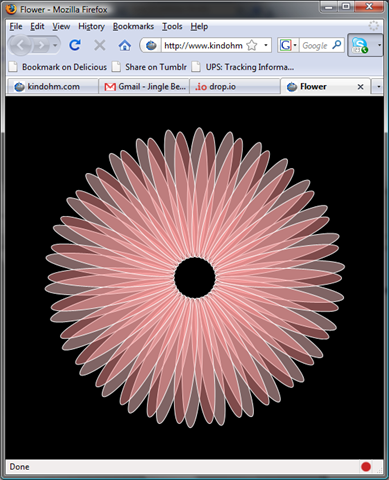 Flower - Mozilla Firefox
File Edit View History Bookmarks Tools Help
http://www.kindohm Google
Bookmark on Delicious Share on Tumblr UPS: Tracking Informa...
kindohm.com Gmail - Jingle Be... .io drop.io Flower
Done